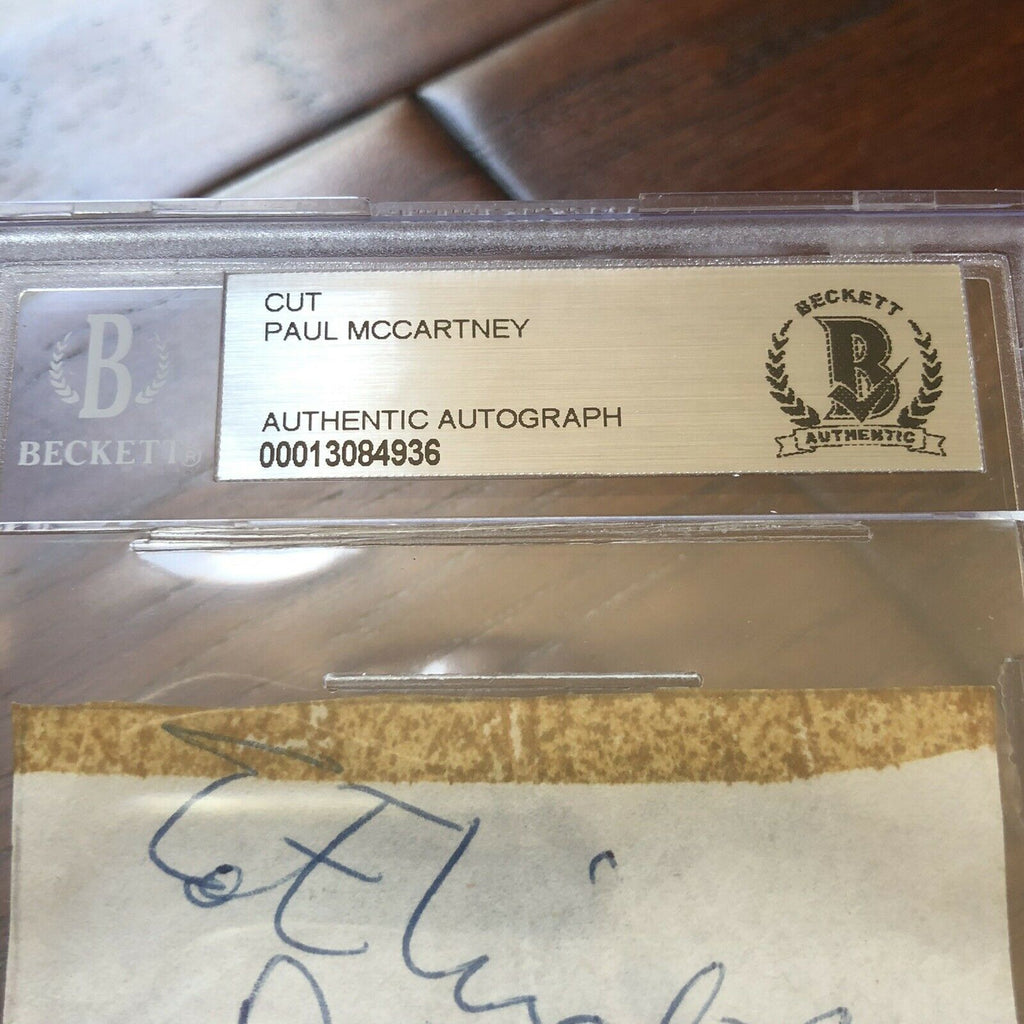 B
BECKETT®
CUT
PAUL MCCARTNEY
AUTHENTIC AUTOGRAPH
00013084936
BECKETT
B
AUTHENTIC